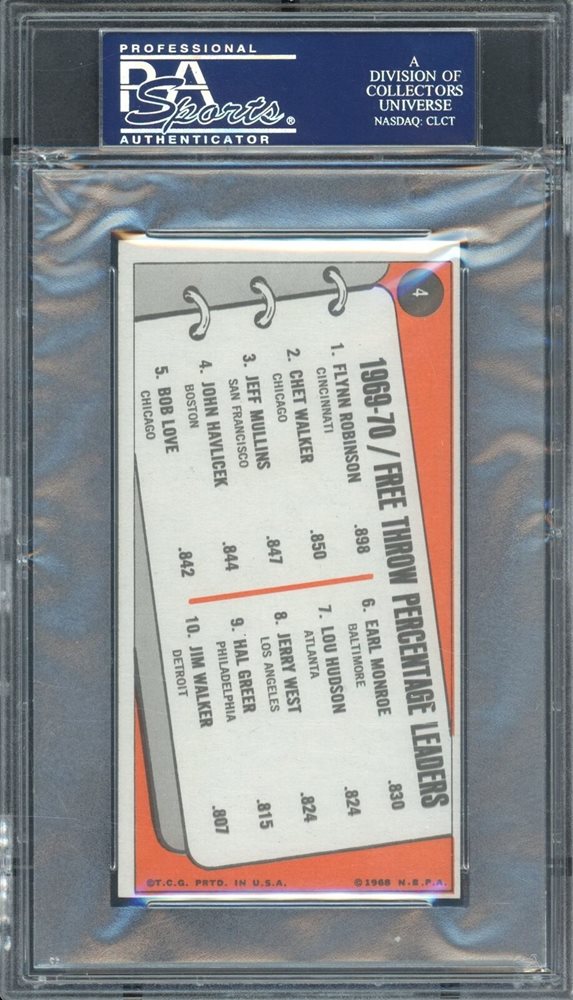 PROFESSIONAL
PSA
Sports®
AUTHENTICATOR
A
DIVISION OF
COLLECTORS
UNIVERSE
NASDAQ: CLCT
4
1969-70 / FREE THROW PERCENTAGE LEADERS
1. FLYNN ROBINSON .898
CINCINNATI
2. CHET WALKER .850
CHICAGO
3. JEFF MULLINS .847
SAN FRANCISCO
4. JOHN HAVLICEK .844
BOSTON
5. BOB LOVE .842
CHICAGO
6. EARL MONROE .830
BALTIMORE
7. LOU HUDSON .824
ATLANTA
8. JERRY WEST .824
LOS ANGELES
9. HAL GREER .815
PHILADELPHIA
10. JIM WALKER .807
DETROIT
©T.C.G. PRTD. IN U.S.A.
©1968 N.B.P.A.